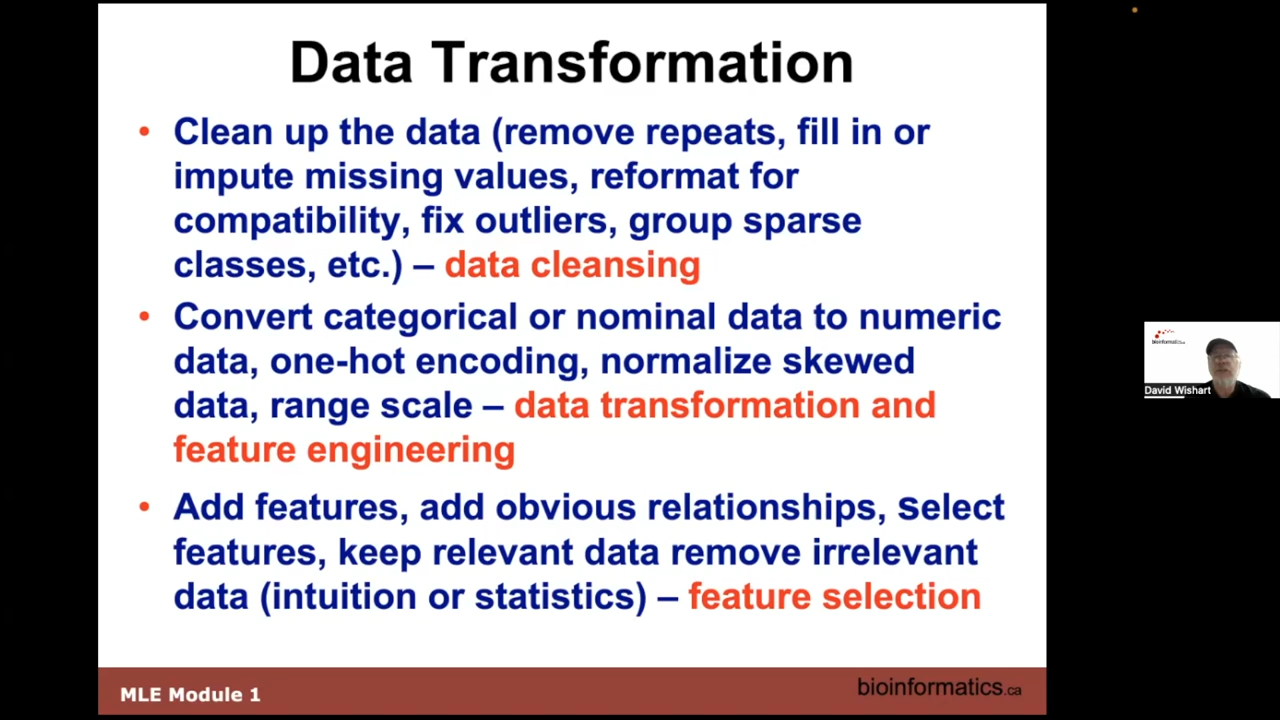 Data Transformation
• Clean up the data (remove repeats, fill in or
impute missing values, reformat for
compatibility, fix outliers, group sparse
classes, etc.) – data cleansing
• Convert categorical or nominal data to numeric
data, one-hot encoding, normalize skewed
data, range scale – data transformation and
feature engineering
• Add features, add obvious relationships, select
features, keep relevant data remove irrelevant
data (intuition or statistics) – feature selection
MLE Module 1
bioinformatics.ca
bioinformatics.ca
David Wishart